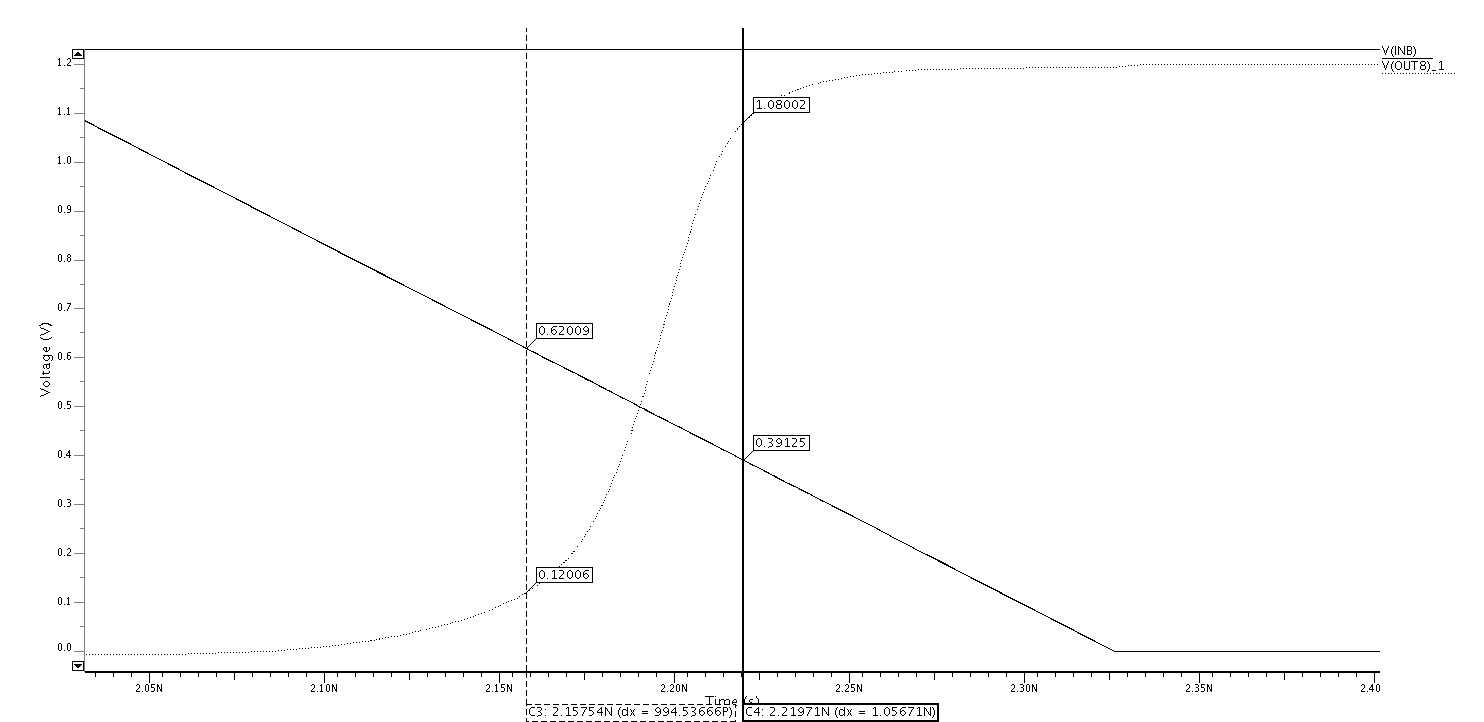 V(INB)
V(OUT8)_1
1.2
1.1
1.0
0.9
0.8
0.7
0.6
0.5
0.4
0.3
0.2
0.1
0.0
Voltage (V)
1.08002
0.62009
0.39125
0.12006
2.05N
2.10N
2.15N
2.20N
2.25N
2.30N
2.35N
2.40
Time (s)
C3: 2.15754N (dx = 994.53666P)
C4: 2.21971N (dx = 1.05671N)